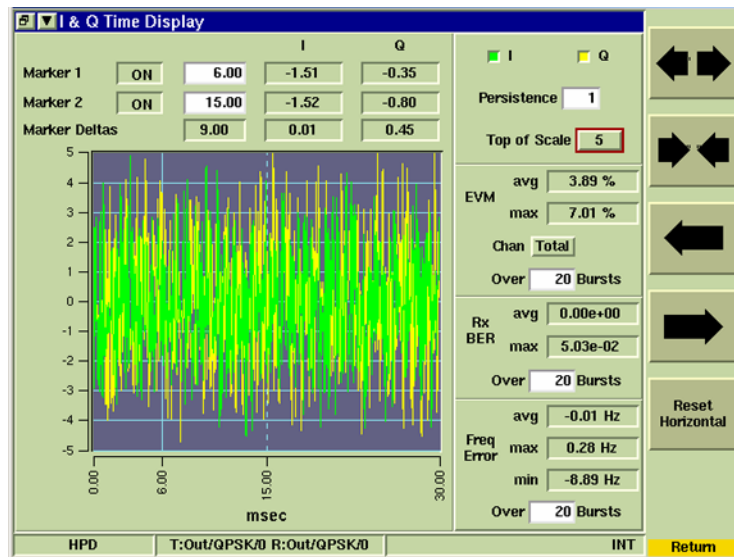 I & Q Time Display
I Q
Marker 1 ON 6.00 -1.51 -0.35
Marker 2 ON 15.00 -1.52 -0.80
Marker Deltas 9.00 0.01 0.45
5
4
3
2
1
0
-1
-2
-3
-4
-5
0.00 6.00 15.00 30.00
msec
I Q
Persistence 1
Top of Scale 5
EVM
avg 3.89 %
max 7.01 %
Chan Total
Over 20 Bursts
Rx BER
avg 0.00e+00
max 5.03e-02
Over 20 Bursts
Freq Error
avg -0.01 Hz
max 0.28 Hz
min -8.89 Hz
Over 20 Bursts
Reset
Horizontal
HPD T:Out/QPSK/0 R:Out/QPSK/0 INT Return